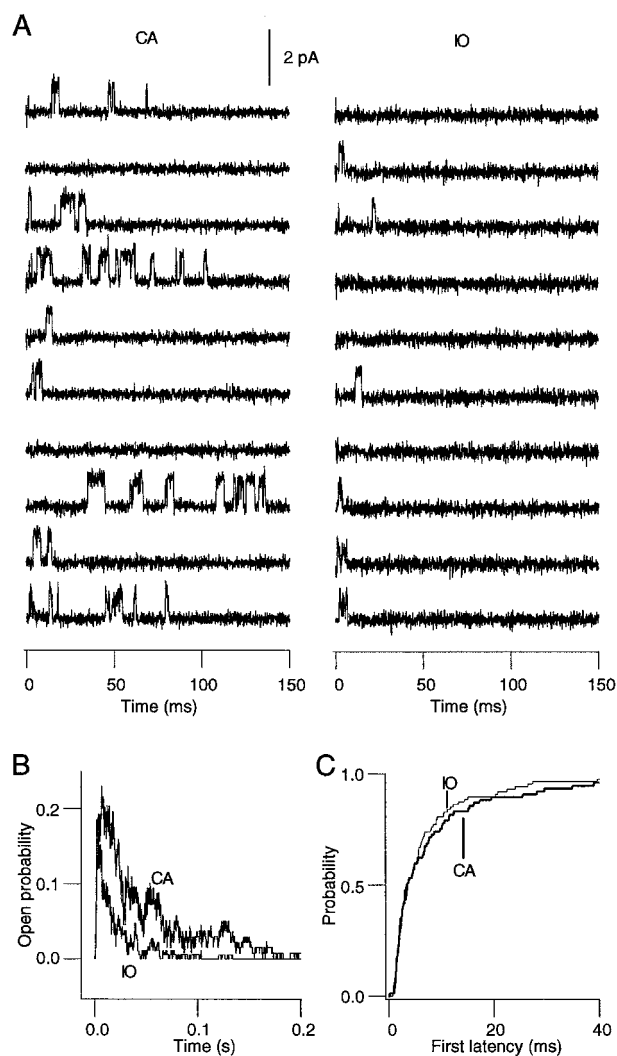 A
CA
2 pA
IO
0 50 100 150
Time (ms)
0 50 100 150
Time (ms)
B
Open probability
0.2
0.1
0.0
CA
IO
0.0 0.1 0.2
Time (s)
C
Probability
1.0
0.5
0.0
IO
CA
0 20 40
First latency (ms)